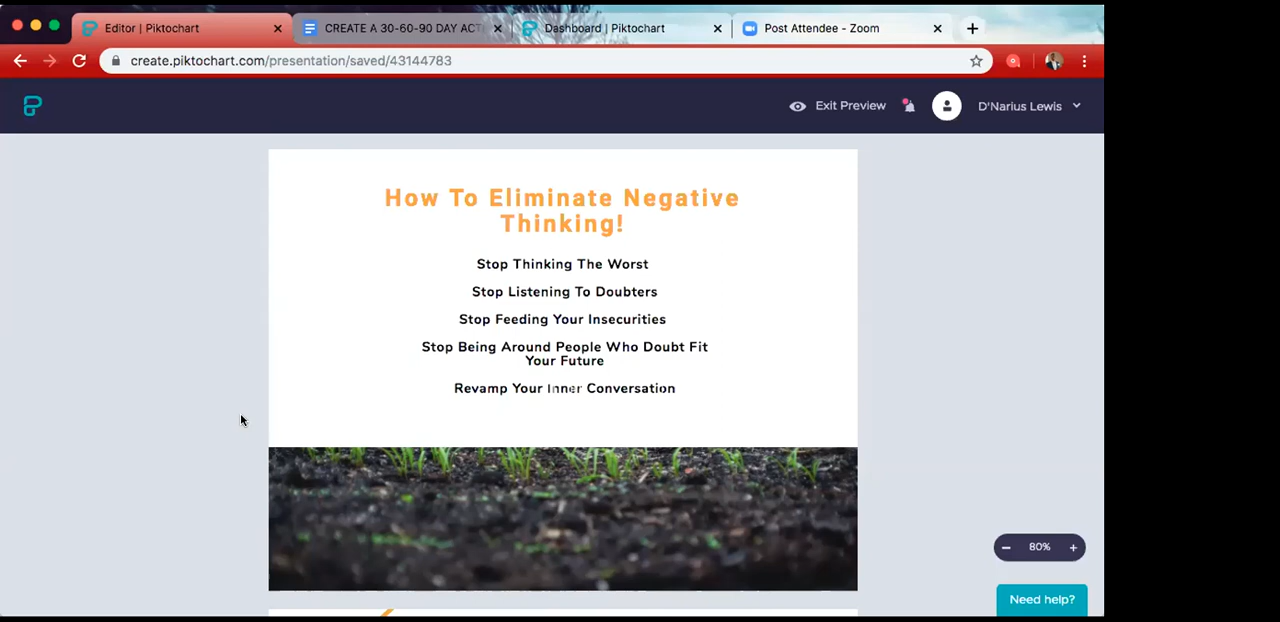 Editor | Piktochart
CREATE A 30-60-90 DAY ACT
Dashboard | Piktochart
Post Attendee - Zoom
create.piktochart.com/presentation/saved/43144783
Exit Preview
D'Narius Lewis
How To Eliminate Negative
Thinking!
Stop Thinking The Worst
Stop Listening To Doubters
Stop Feeding Your Insecurities
Stop Being Around People Who Doubt Fit
Your Future
Revamp Your Inner Conversation
80%
Need help?